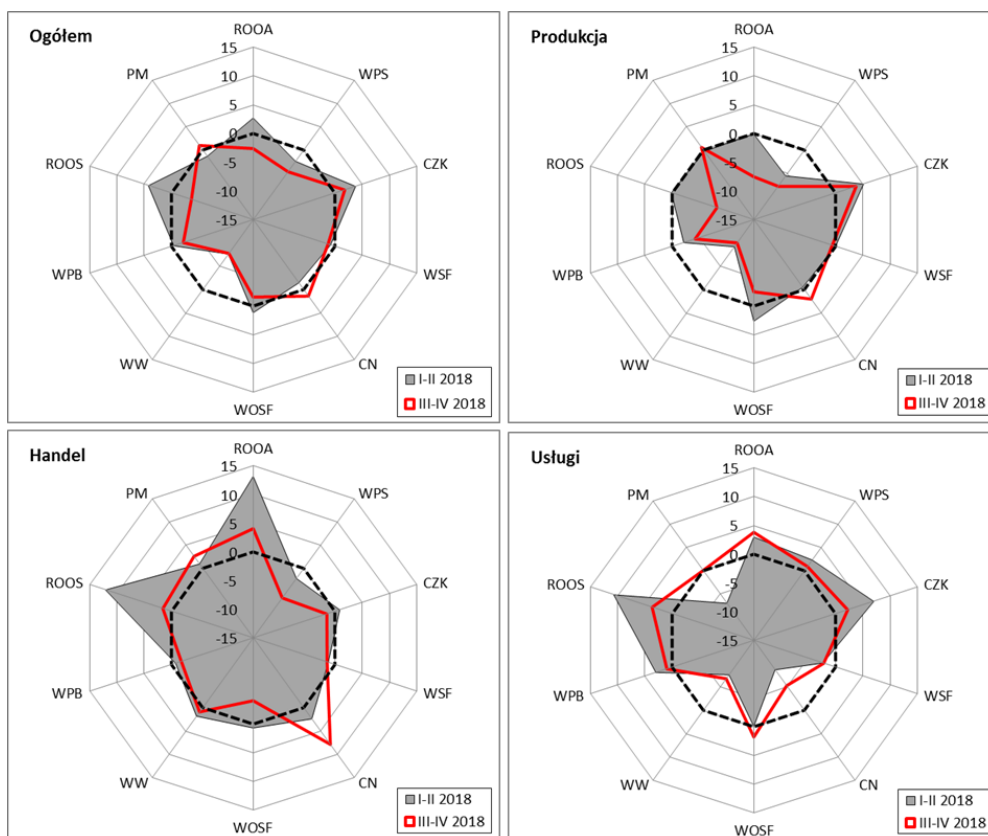 Ogółem
ROOA
WPS
CZK
WSF
CN
WOSF
WW
WPB
ROOS
PM
15
10
5
0
-5
-10
-15
I-II 2018
III-IV 2018
Produkcja
ROOA
WPS
CZK
WSF
CN
WOSF
WW
WPB
ROOS
PM
15
10
5
0
-5
-10
-15
I-II 2018
III-IV 2018
Handel
ROOA
WPS
CZK
WSF
CN
WOSF
WW
WPB
ROOS
PM
15
10
5
0
-5
-10
-15
I-II 2018
III-IV 2018
Usługi
ROOA
WPS
CZK
WSF
CN
WOSF
WW
WPB
ROOS
PM
15
10
5
0
-5
-10
-15
I-II 2018
III-IV 2018